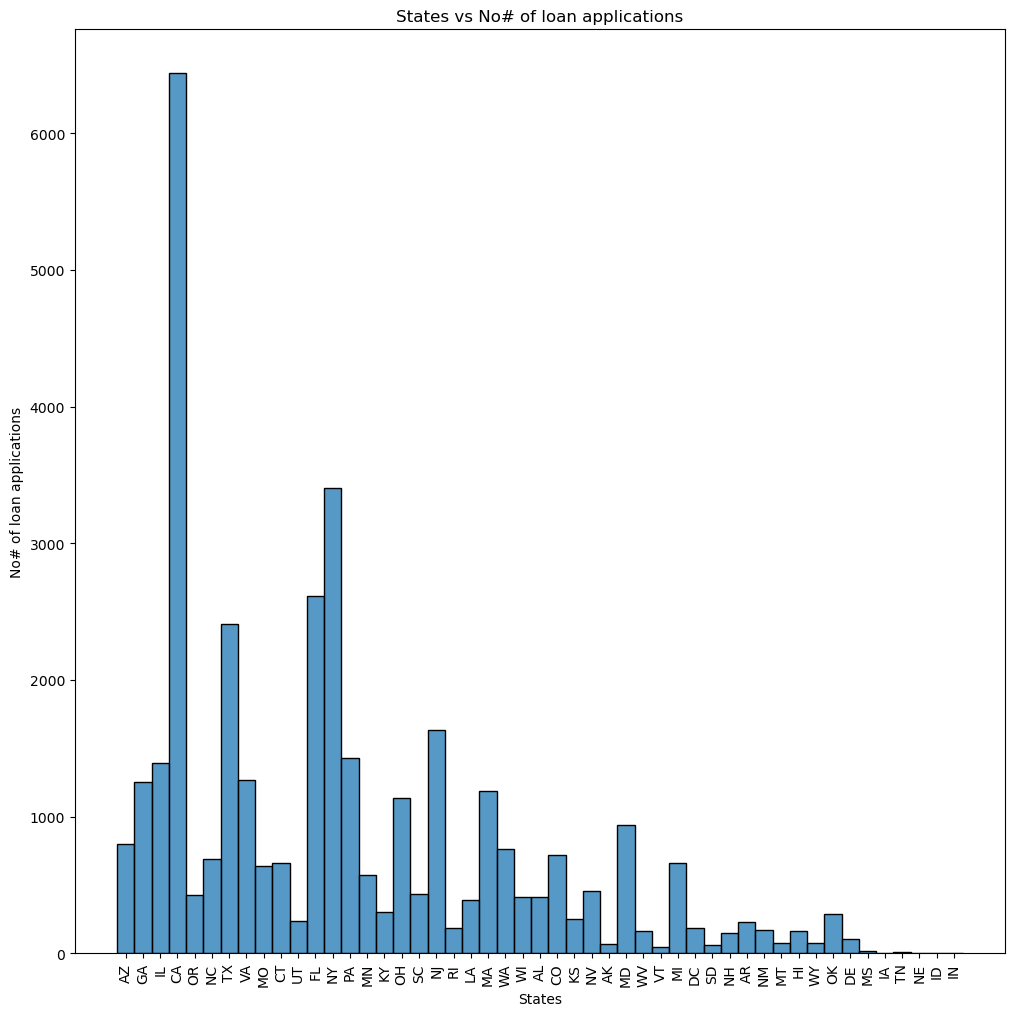 States vs No# of loan applications
6000
5000
4000
3000
2000
1000
0
No# of loan applications
AZ GA IL CA OR NC TX VA MO CT UT FL NY PA MN KY OH SC NJ RI LA MA WA WI AL CO KS NV AK MD WV VT MI DC SD NH AR NM MT HI WY OK DE MS IA TN NE ID IN
States